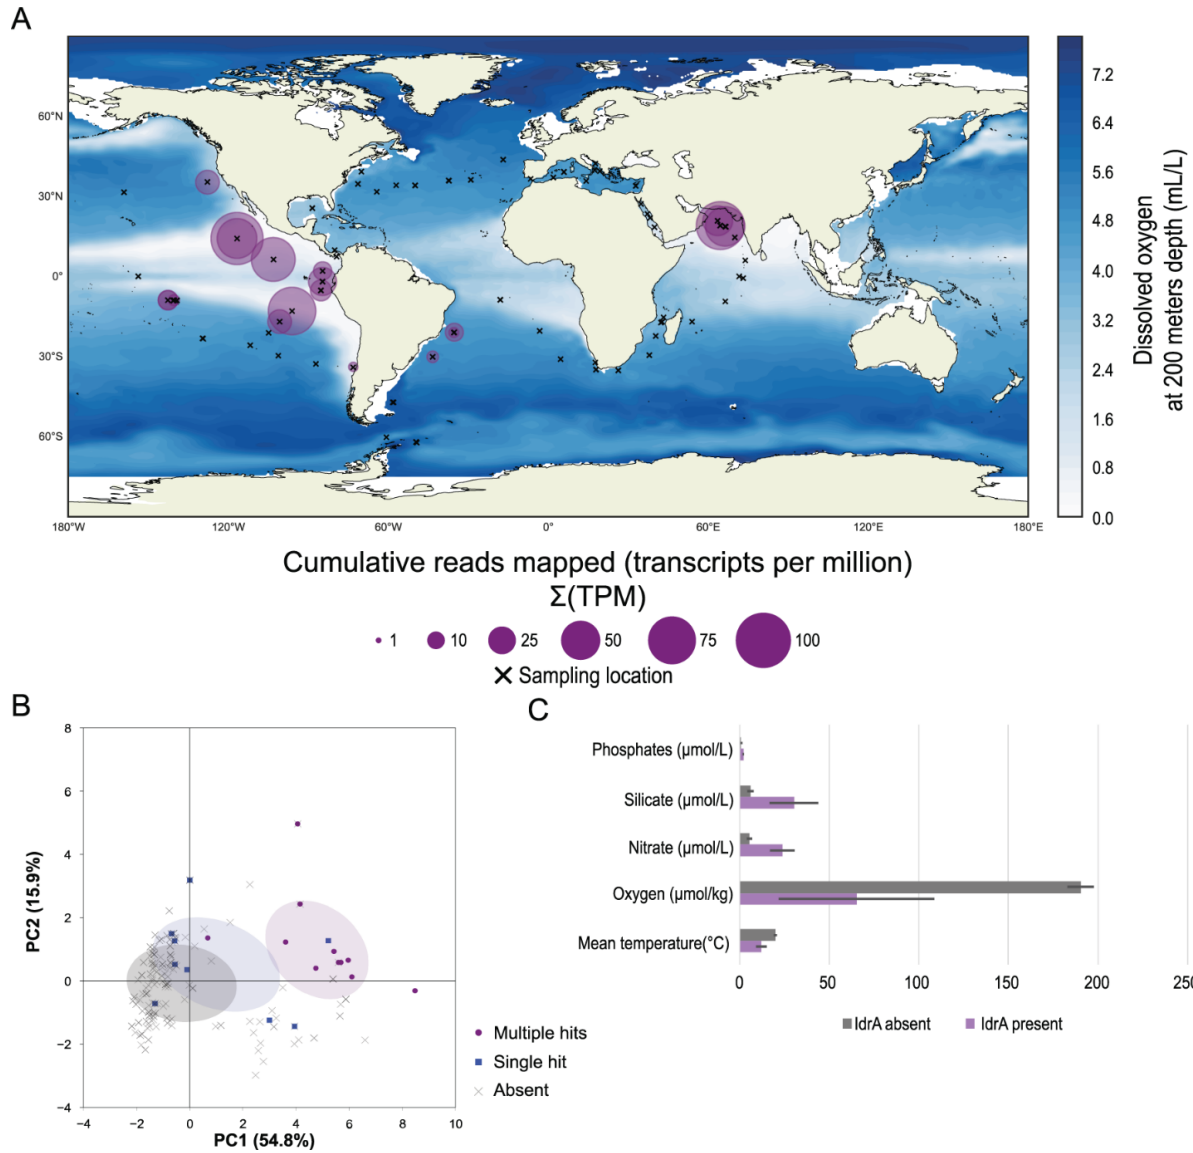 A
60°N
30°N
0°
30°S
60°S
180°W
120°W
60°W
0°
60°E
120°E
180°E
7.2
6.4
5.6
4.8
4.0
3.2
2.4
1.6
0.8
0.0
Dissolved oxygen
at 200 meters depth (mL/L)
Cumulative reads mapped (transcripts per million)
Σ(TPM)
1 10 25 50 75 100
Sampling location
B
8
6
4
2
0
−2
−4
−4 −2 0 2 4 6 8 10
PC2 (15.9%)
PC1 (54.8%)
Multiple hits
Single hit
Absent
C
Phosphates (µmol/L)
Silicate (µmol/L)
Nitrate (µmol/L)
Oxygen (µmol/kg)
Mean temperature(°C)
0 50 100 150 200 250
IdrA absent IdrA present